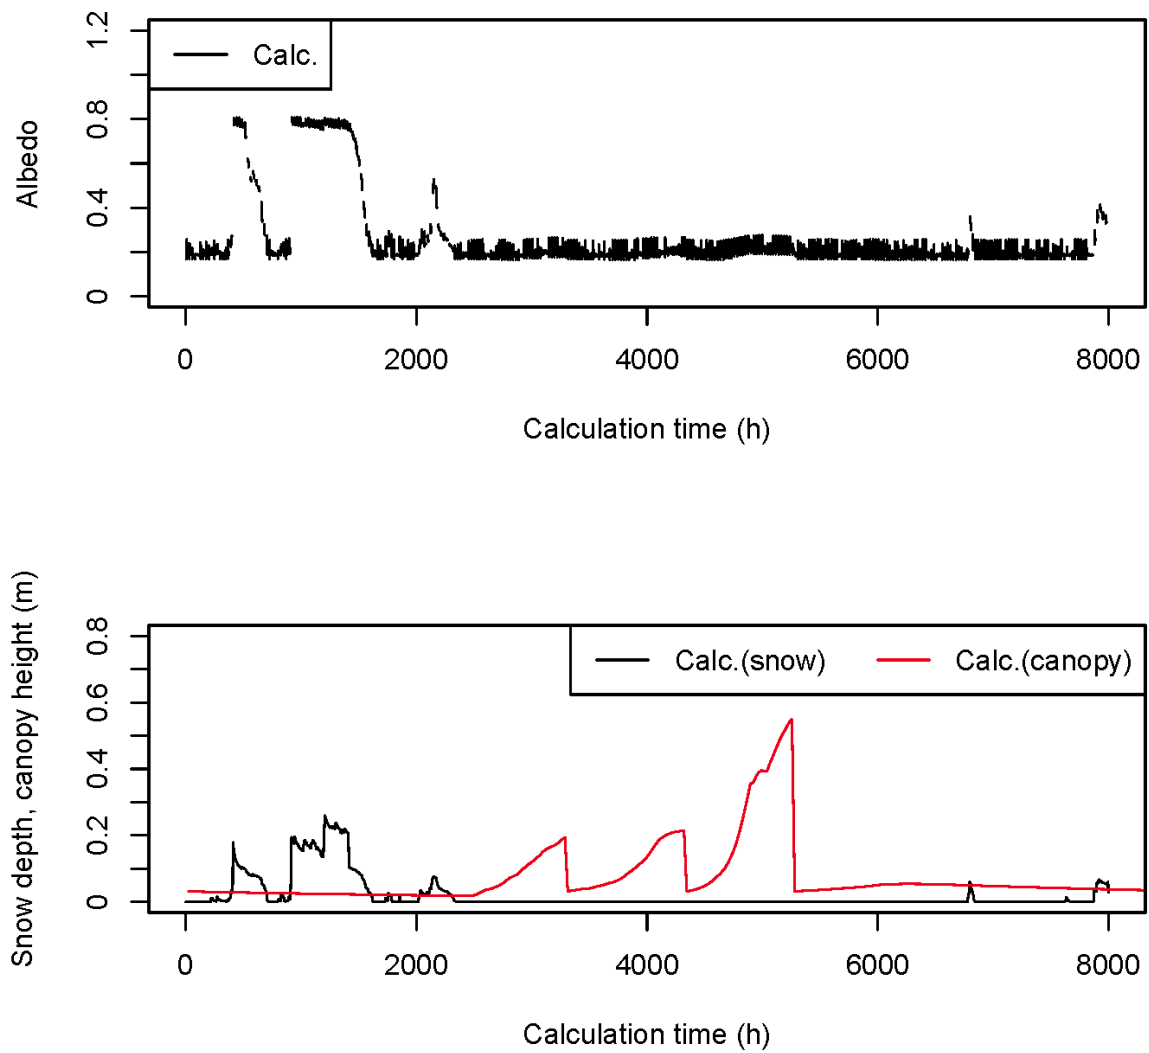 Albedo
1.2
0.8
0.4
0
Calc.
0 2000 4000 6000 8000
Calculation time (h)
Snow depth, canopy height (m)
0.8
0.6
0.4
0.2
0
Calc.(snow) Calc.(canopy)
0 2000 4000 6000 8000
Calculation time (h)